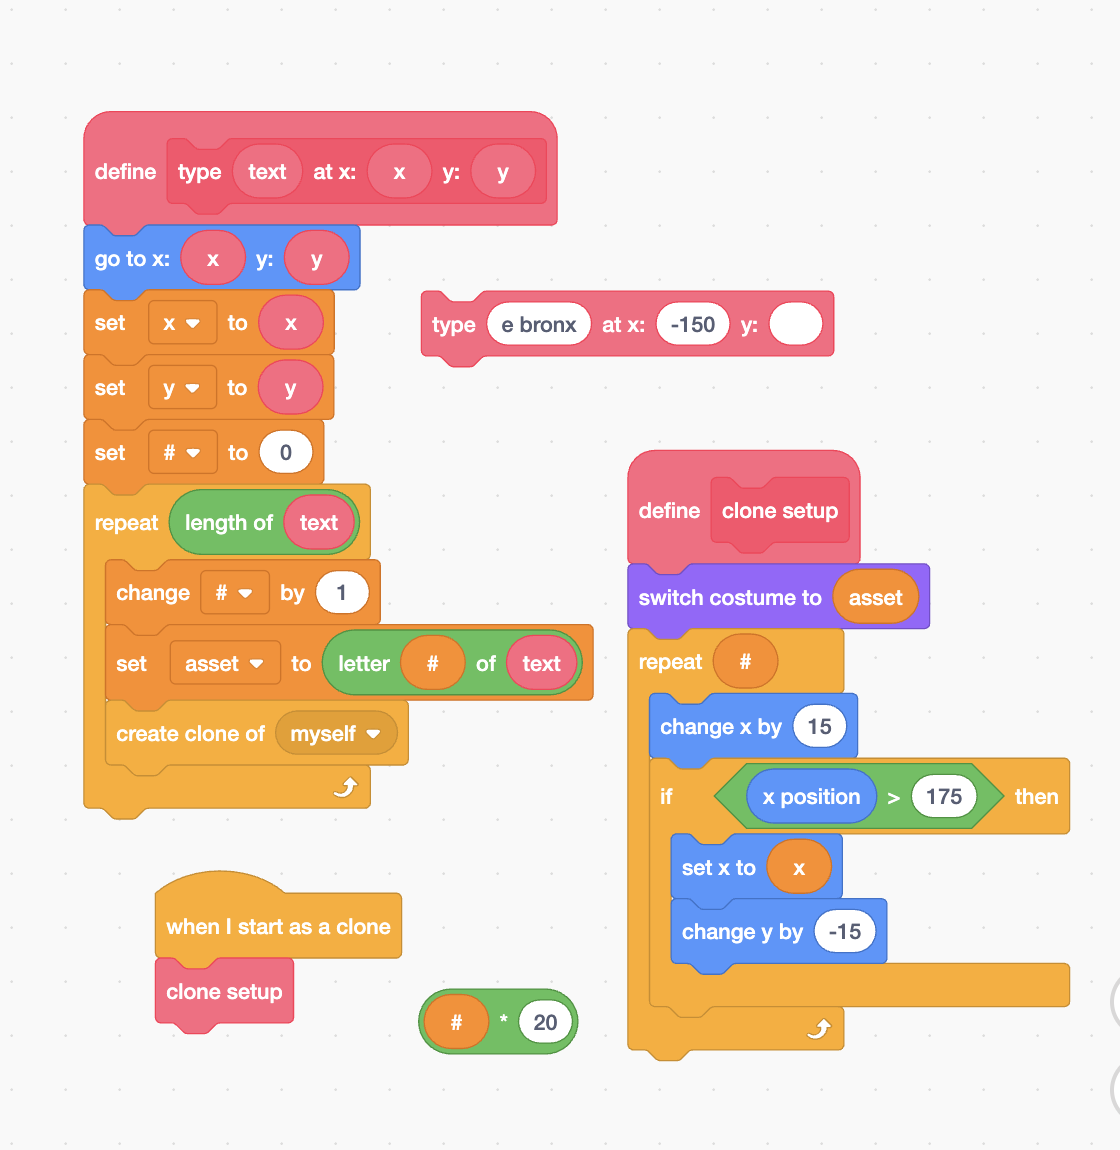 define type text at x: x y: y
go to x: x y: y
set x to x
set y to y
set # to 0
repeat length of text
change # by 1
set asset to letter # of text
create clone of myself
type e bronx at x: -150 y:
define clone setup
switch costume to asset
repeat #
change x by 15
if x position > 175 then
set x to x
change y by -15
when I start as a clone
clone setup
# * 20